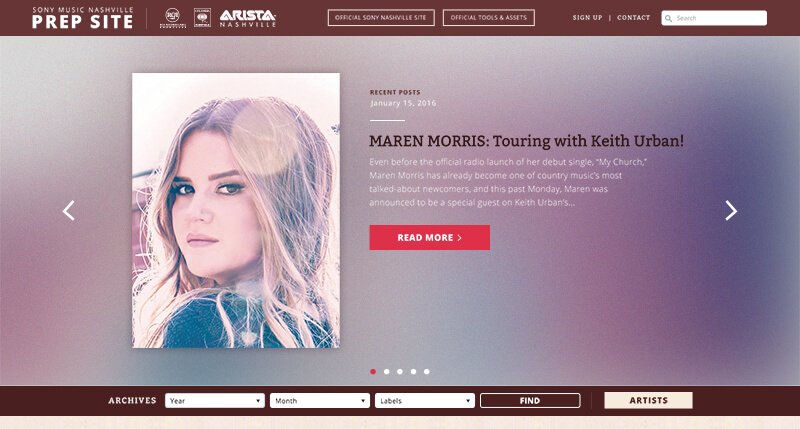 SONY MUSIC NASHVILLE
PREP SITE
ARISTA
NASHVILLE
OFFICIAL SONY NASHVILLE SITE
OFFICIAL TOOLS & ASSETS
SIGN UP | CONTACT
Search
RECENT POSTS
January 15, 2016
MAREN MORRIS: Touring with Keith Urban!
Even before the official radio launch of her debut single, “My Church,”
Maren Morris has already become one of country music’s most
talked-about newcomers, and this past Monday, Maren was
announced to be a special guest on Keith Urban’s...
READ MORE
ARCHIVES
Year
Month
Labels
FIND
ARTISTS